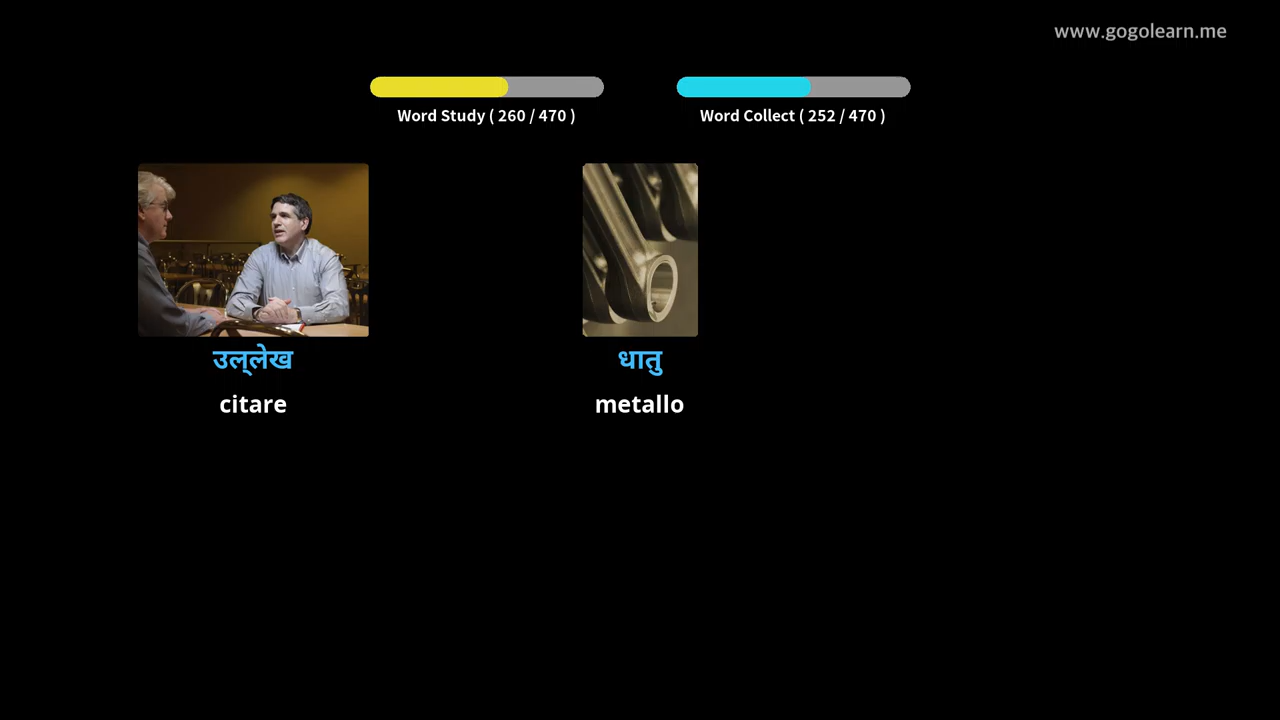 www.gogolearn.me
Word Study ( 260 / 470 )
Word Collect ( 252 / 470 )
उल्‌लेख
citare
धातु
metallo